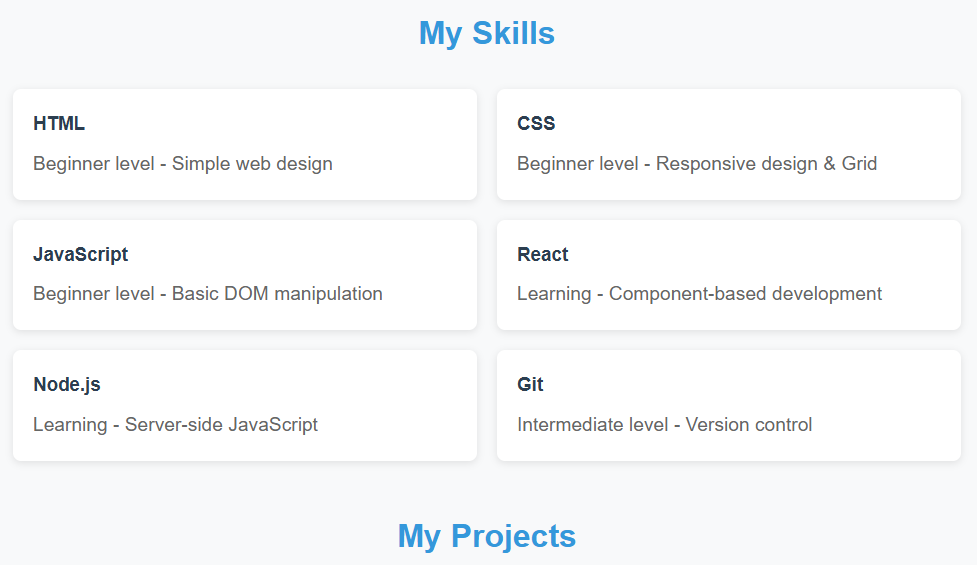 My Skills
HTML
Beginner level - Simple web design
CSS
Beginner level - Responsive design & Grid
JavaScript
Beginner level - Basic DOM manipulation
React
Learning - Component-based development
Node.js
Learning - Server-side JavaScript
Git
Intermediate level - Version control
My Projects